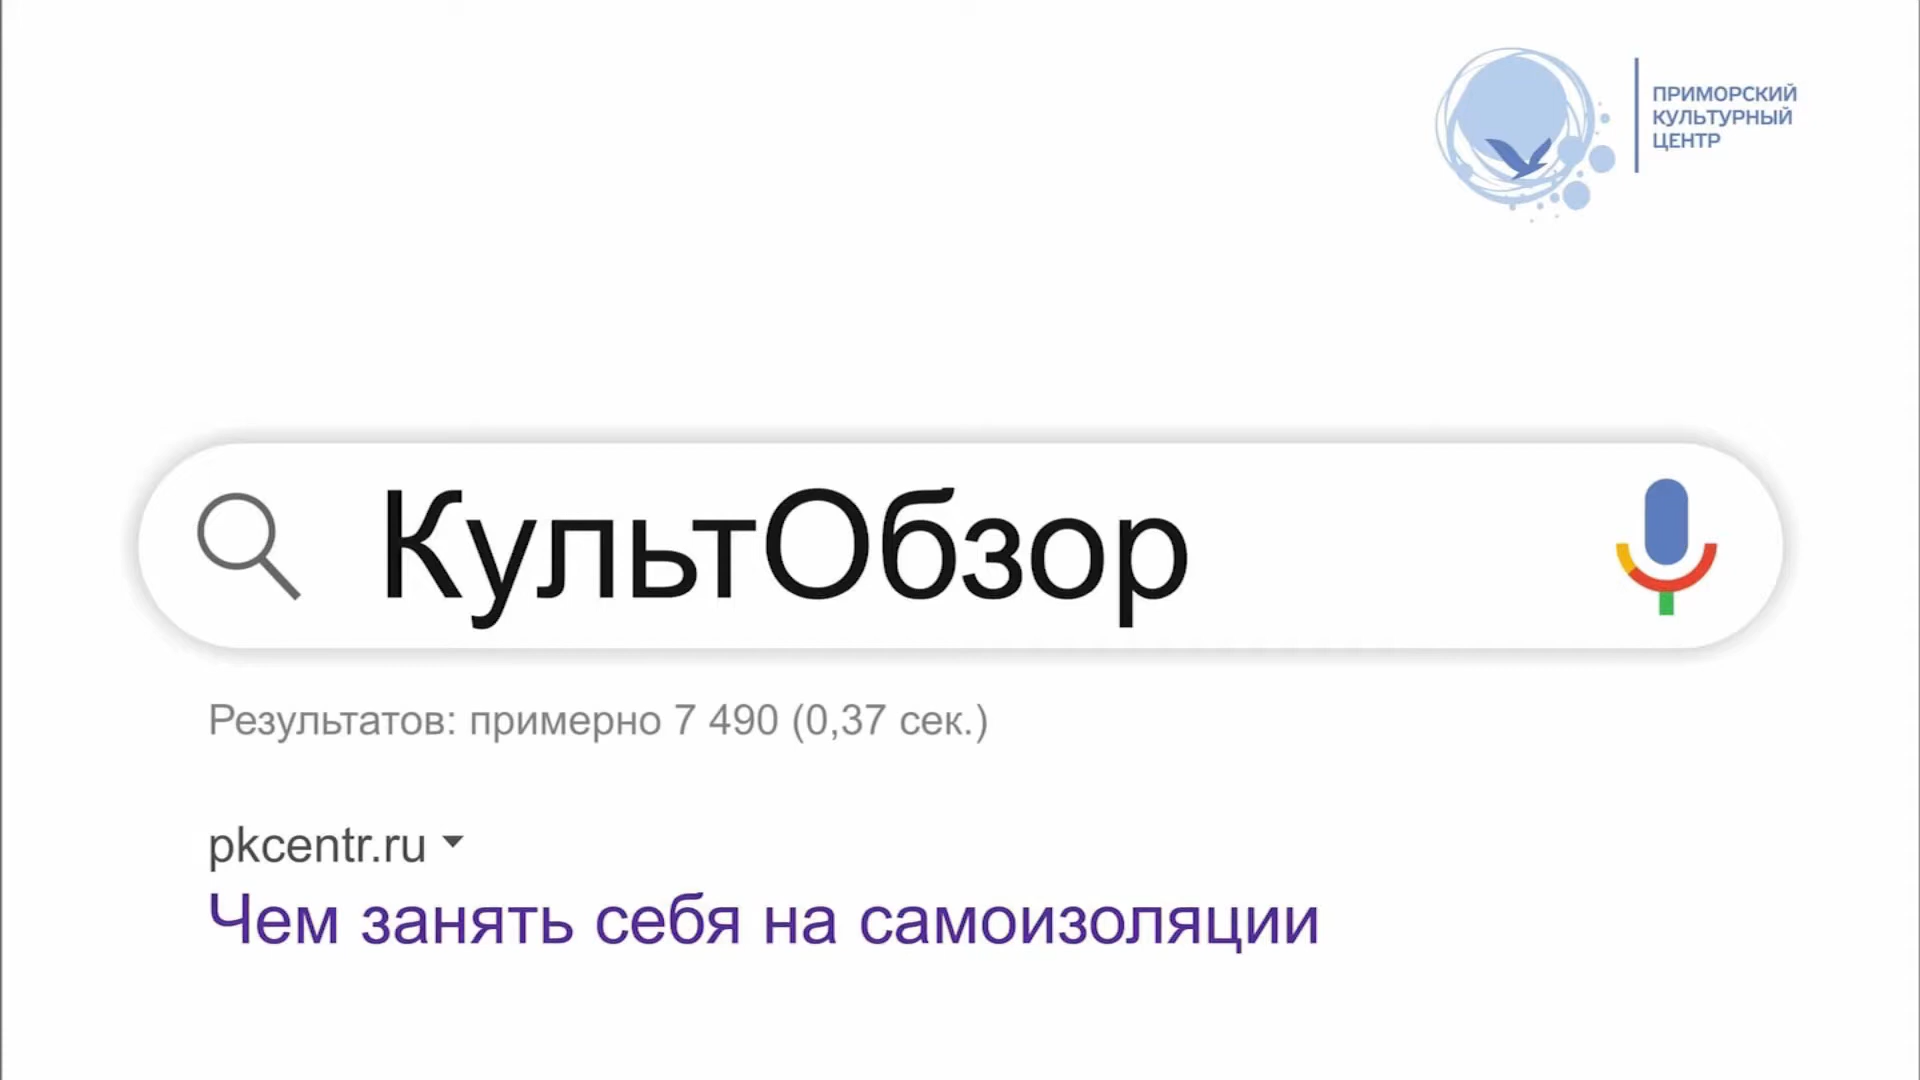 ПРИМОРСКИЙ
КУЛЬТУРНЫЙ
ЦЕНТР
КультОбзор
Результатов: примерно 7 490 (0,37 сек.)
pkcentr.ru
Чем занять себя на самоизоляции